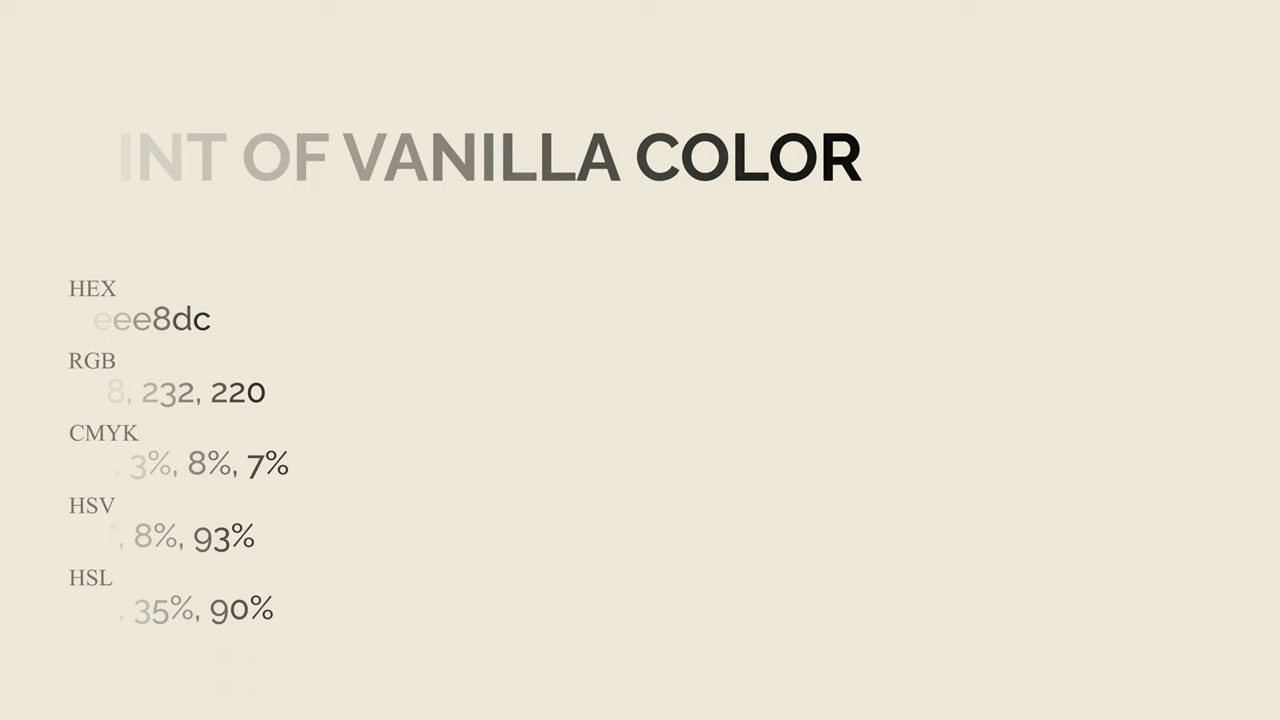 INT OF VANILLA COLOR
HEX
eee8dc
RGB
8, 232, 220
CMYK
, 3%, 8%, 7%
HSV
°, 8%, 93%
HSL
, 35%, 90%